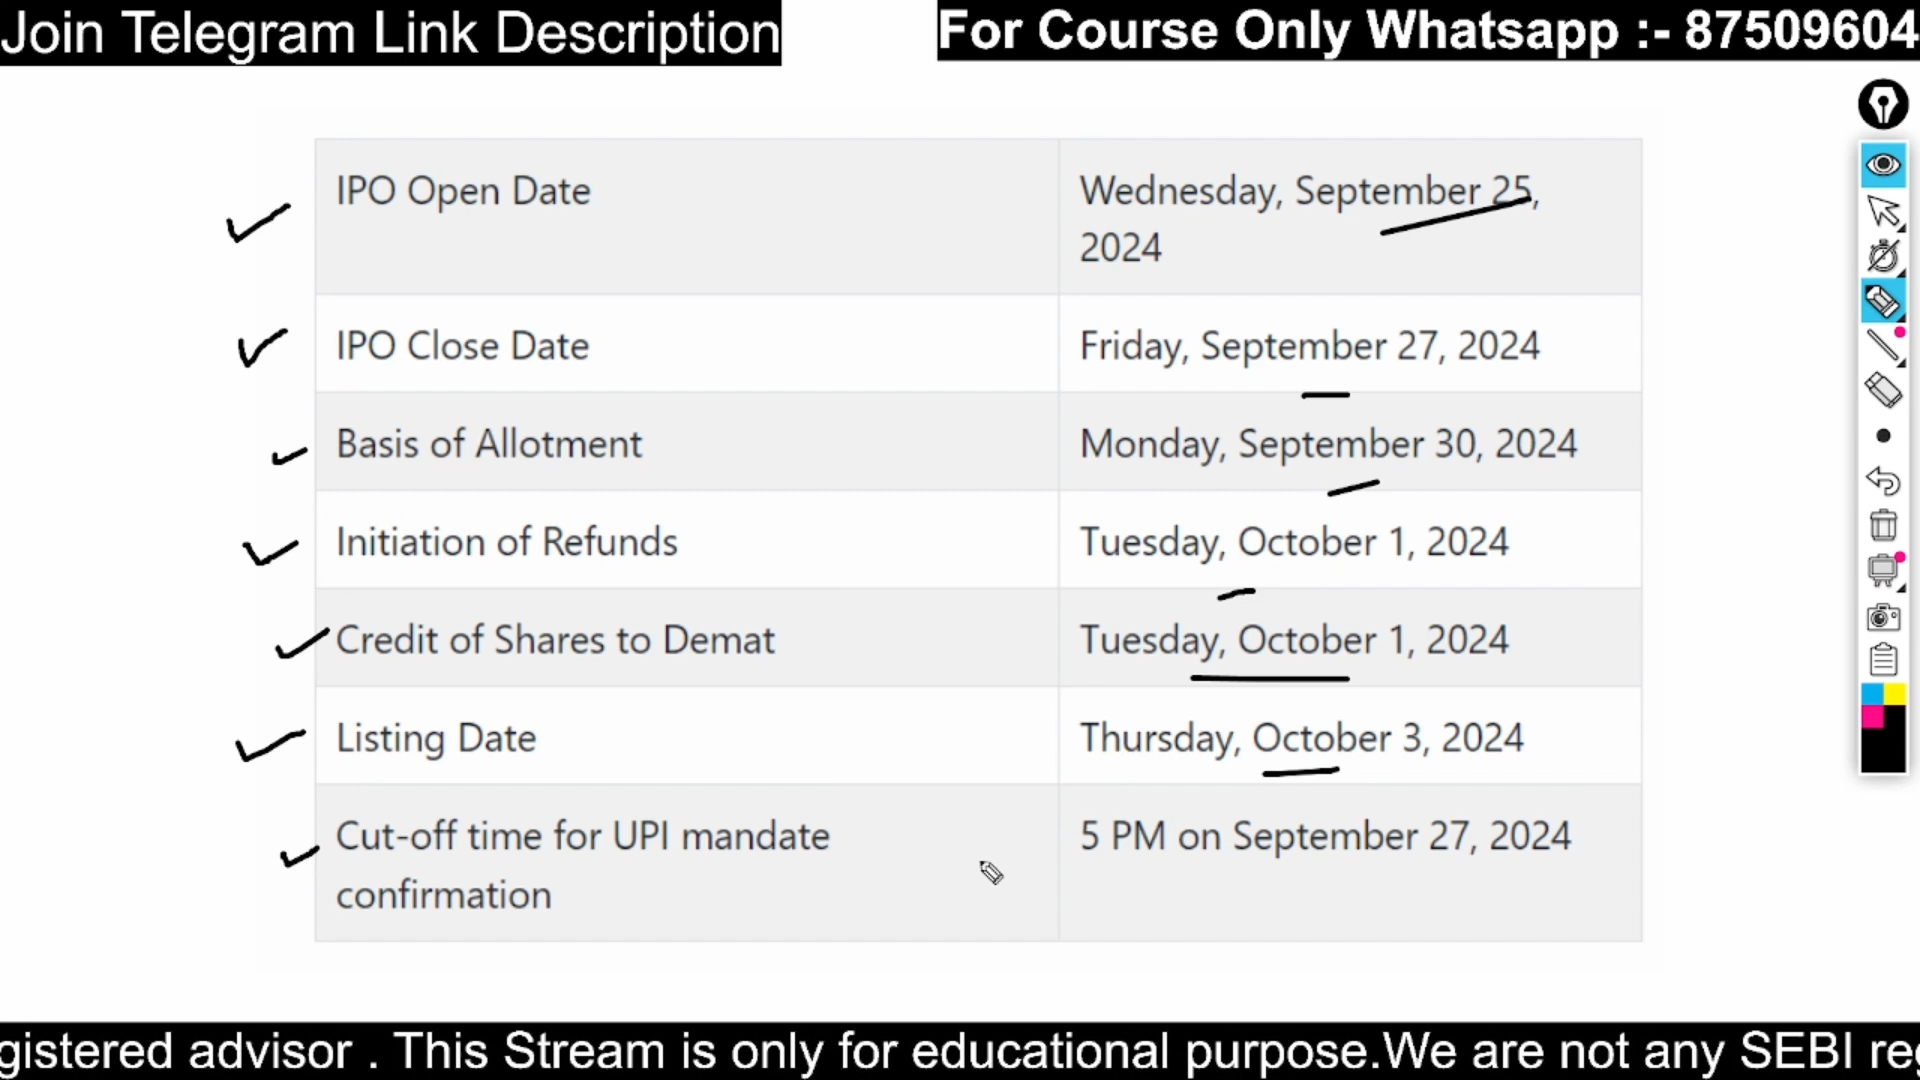 Join Telegram Link Description
For Course Only Whatsapp :- 87509604
IPO Open Date
Wednesday, September 25,
2024
IPO Close Date
Friday, September 27, 2024
Basis of Allotment
Monday, September 30, 2024
Initiation of Refunds
Tuesday, October 1, 2024
Credit of Shares to Demat
Tuesday, October 1, 2024
Listing Date
Thursday, October 3, 2024
Cut-off time for UPI mandate
confirmation
5 PM on September 27, 2024
gistered advisor . This Stream is only for educational purpose.We are not any SEBI reg